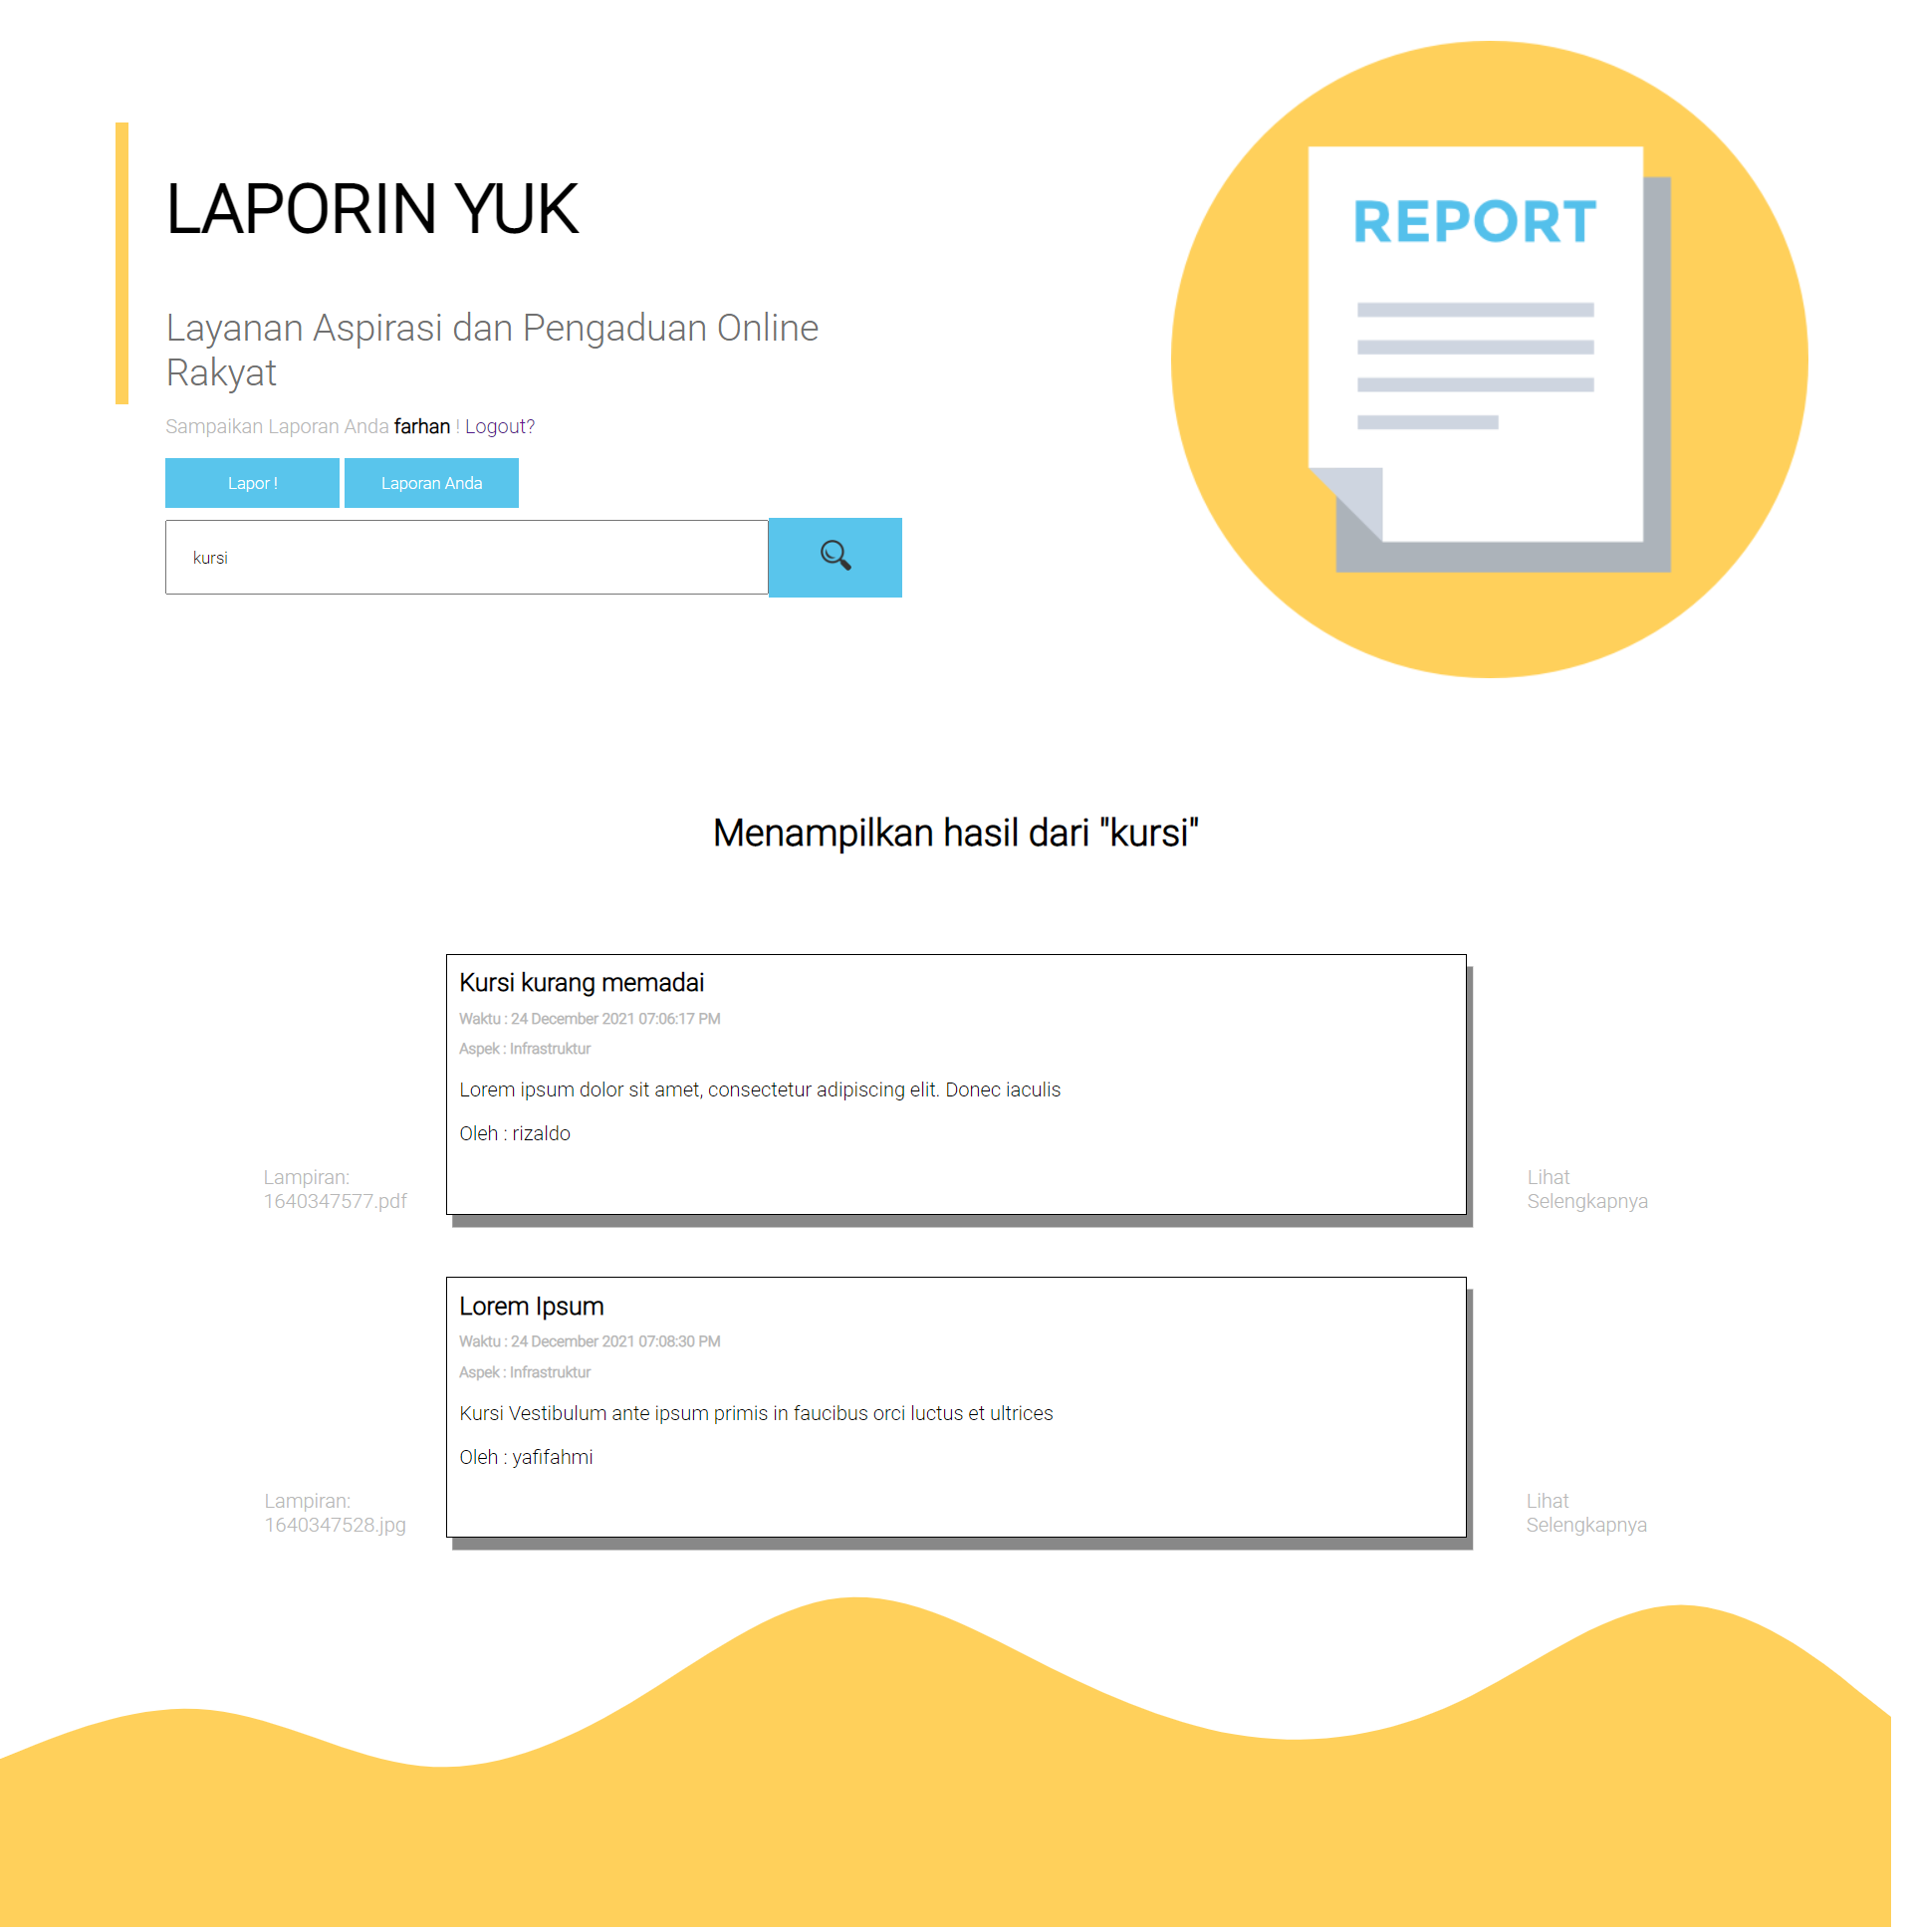 LAPORIN YUK
REPORT
Layanan Aspirasi dan Pengaduan Online
Rakyat
Sampaikan Laporan Anda farhan ! Logout?
Lapor !
Laporan Anda
kursi
Menampilkan hasil dari "kursi"
Kursi kurang memadai
Waktu : 24 December 2021 07:06:17 PM
Aspek : Infrastruktur
Lorem ipsum dolor sit amet, consectetur adipiscing elit. Donec iaculis
Oleh : rizaldo
Lampiran:
1640347577.pdf
Lihat
Selengkapnya
Lorem Ipsum
Waktu : 24 December 2021 07:08:30 PM
Aspek : Infrastruktur
Kursi Vestibulum ante ipsum primis in faucibus orci luctus et ultrices
Oleh : yafifahmi
Lampiran:
1640347528.jpg
Lihat
Selengkapnya